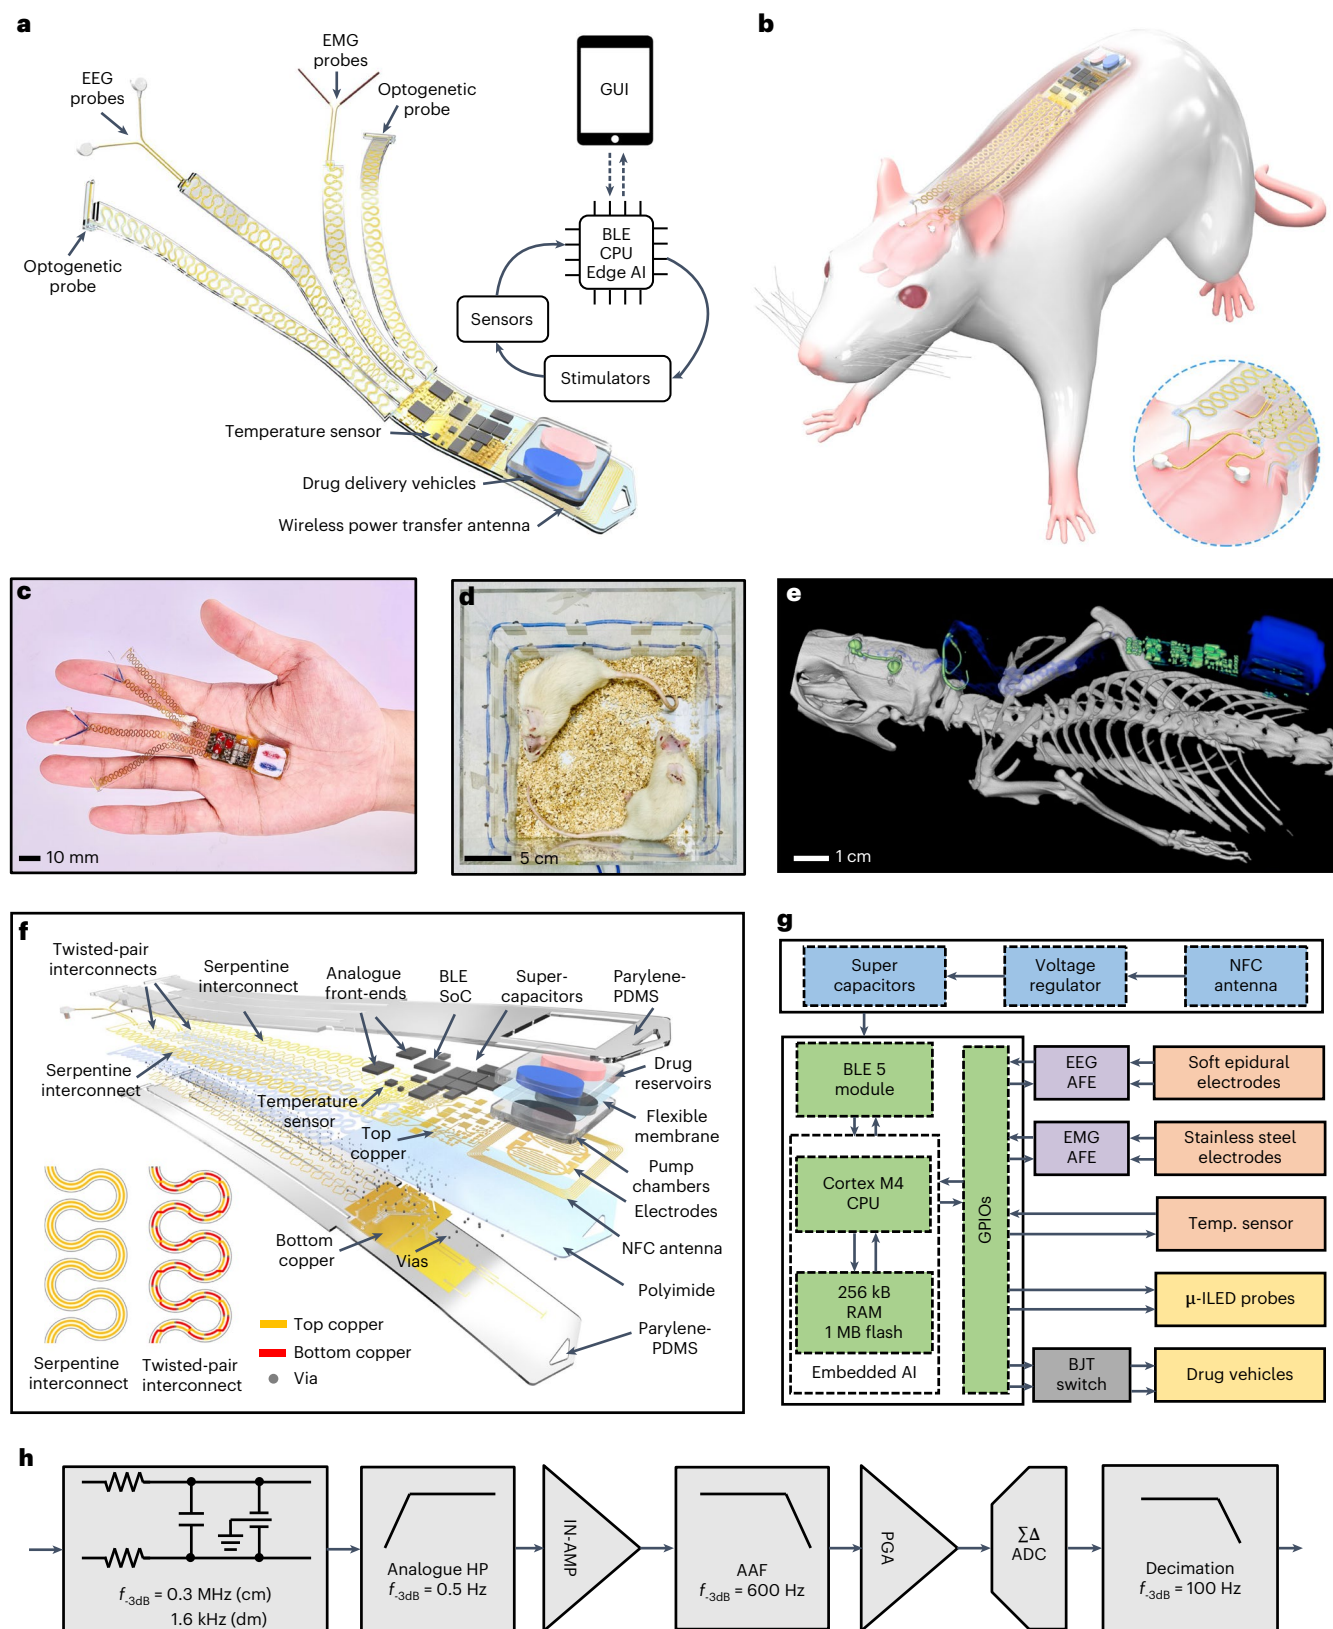 a
EEG
probes
EMG
probes
Optogenetic
probe
GUI
Optogenetic
probe
BLE
CPU
Edge AI
Sensors
Stimulators
Temperature sensor
Drug delivery vehicles
Wireless power transfer antenna
b
c
10 mm
d
5 cm
e
1 cm
f
Twisted-pair
interconnects
Serpentine
interconnect
Analogue
front-ends
BLE
SoC
Super-
capacitors
Parylene-
PDMS
Serpentine
interconnect
Temperature
sensor
Top
copper
Drug
reservoirs
Flexible
membrane
Pump
chambers
Electrodes
NFC antenna
Bottom
copper
Vias
Polyimide
Parylene-
PDMS
Top copper
Bottom copper
Via
Serpentine
interconnect
Twisted-pair
interconnect
g
Super
capacitors
Voltage
regulator
NFC
antenna
BLE 5
module
Cortex M4
CPU
256 kB
RAM
1 MB flash
Embedded AI
GPIOs
EEG
AFE
Soft epidural
electrodes
EMG
AFE
Stainless steel
electrodes
Temp. sensor
µ-ILED probes
BJT
switch
Drug vehicles
h
f-3dB = 0.3 MHz (cm)
1.6 kHz (dm)
Analogue HP
f-3dB = 0.5 Hz
IN-AMP
AAF
f-3dB = 600 Hz
PGA
∑Δ
ADC
Decimation
f-3dB = 100 Hz